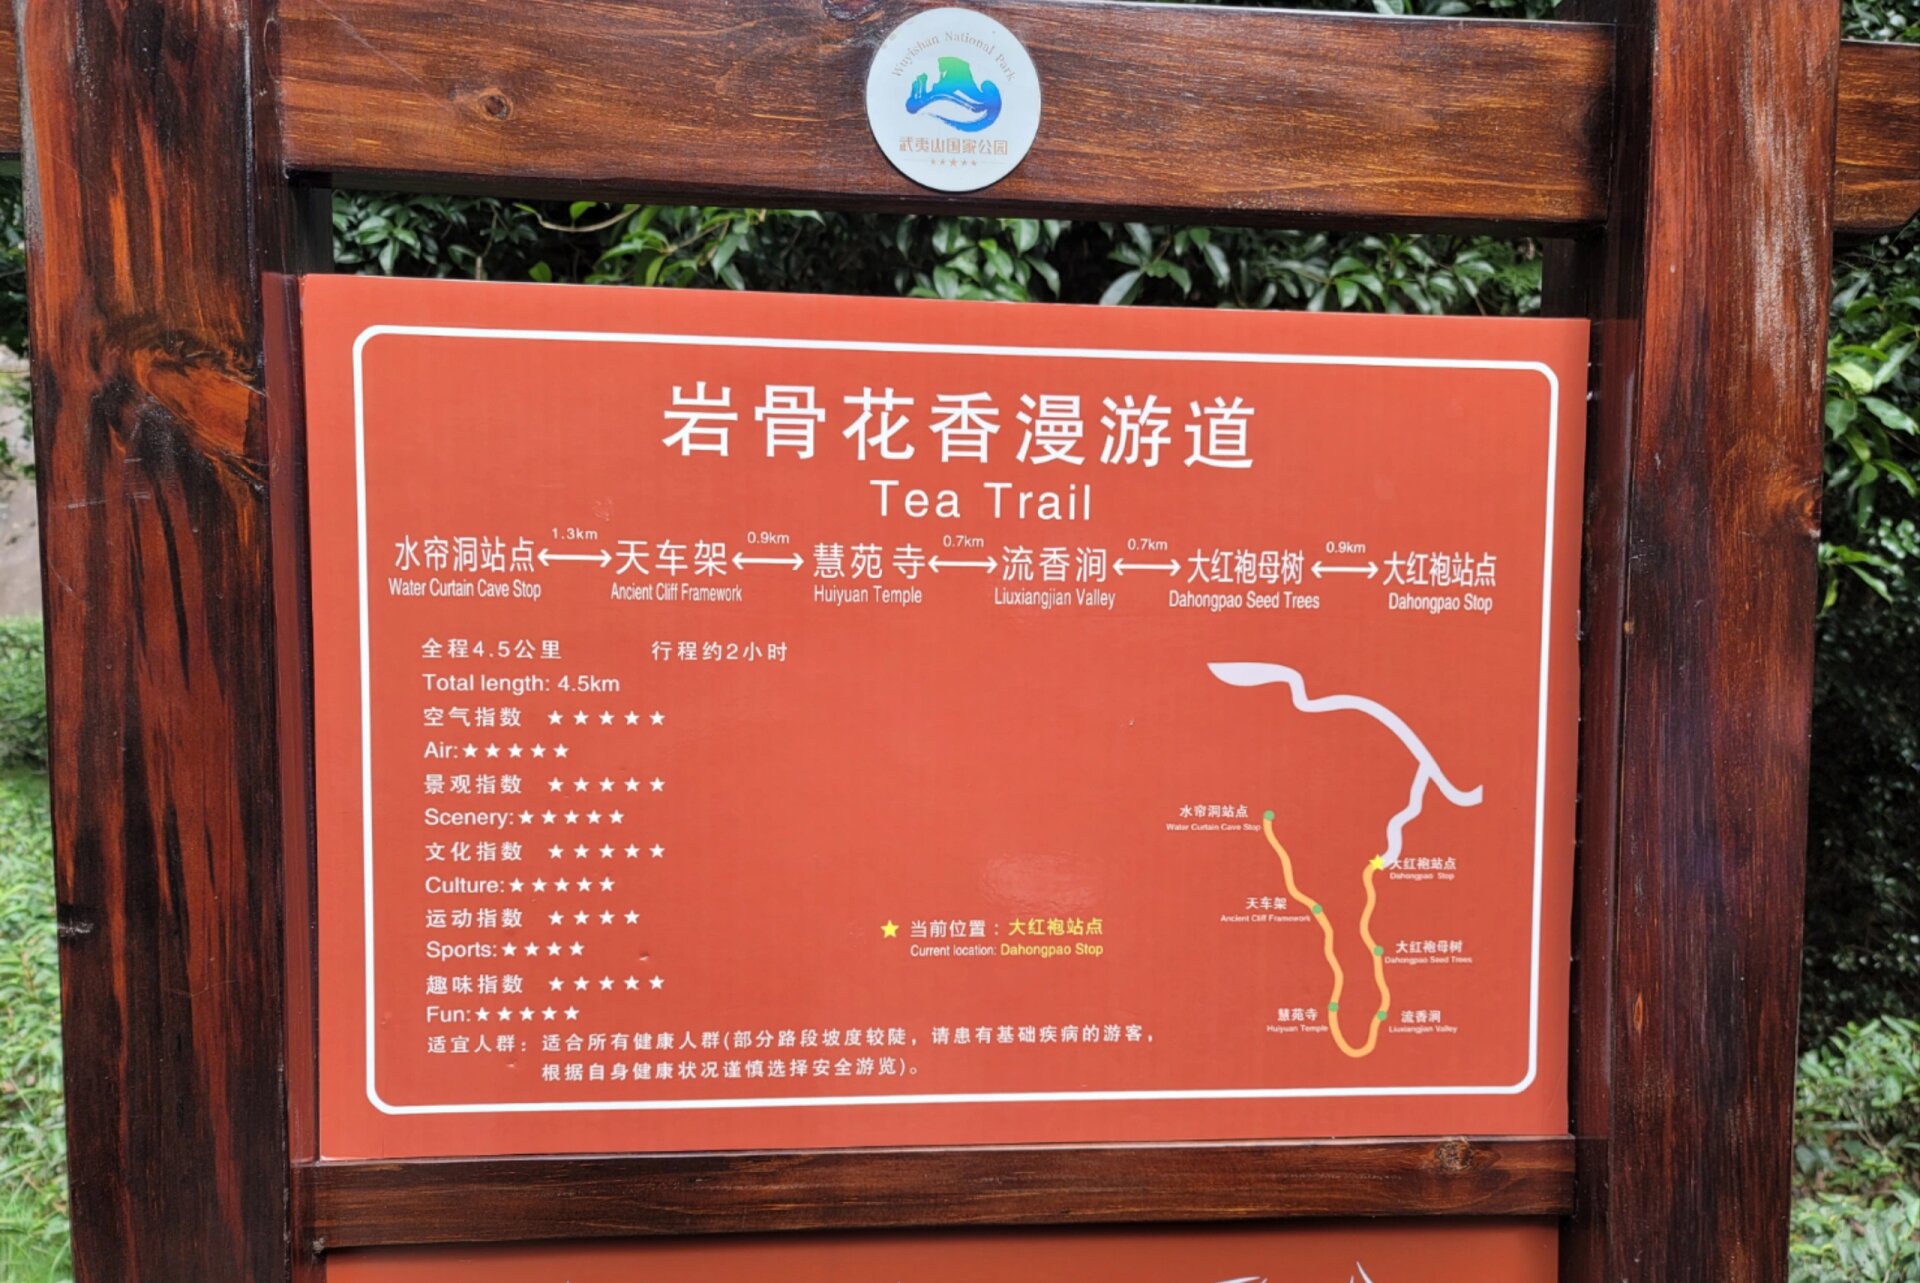 Wuyishan National Park
武夷山国家公园
★★★★★
岩骨花香漫游道
Tea Trail
水帘洞站点 1.3km 天车架 0.9km 慧苑寺 0.7km 流香涧 0.7km 大红袍母树 0.9km 大红袍站点
Water Curtain Cave Stop Ancient Cliff Framework Huiyuan Temple Liuxiangjian Valley Dahongpao Seed Trees Dahongpao Stop
全程4.5公里 行程约2小时
Total length: 4.5km
空气指数 ★★★★★
Air:★★★★★
景观指数 ★★★★★
Scenery:★★★★★
文化指数 ★★★★★
Culture:★★★★★
运动指数 ★★★★
Sports:★★★★
趣味指数 ★★★★★
Fun:★★★★★
适宜人群：适合所有健康人群(部分路段坡度较陡，请患有基础疾病的游客，
根据自身健康状况谨慎选择安全游览)。
★ 当前位置：大红袍站点
Current location: Dahongpao Stop
水帘洞站点
Water Curtain Cave Stop
天车架
Ancient Cliff Framework
慧苑寺
Huiyuan Temple
大红袍站点
Dahongpao Stop
大红袍母树
Dahongpao Seed Trees
流香涧
Liuxiangjian Valley